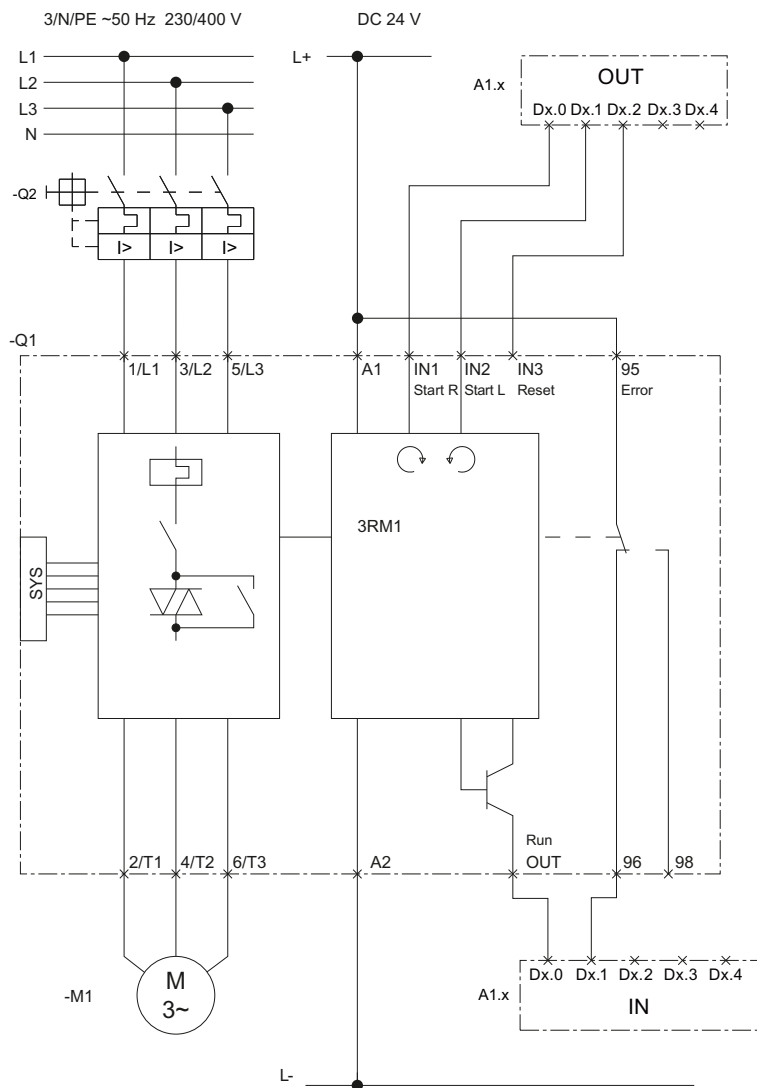 3/N/PE ~50 Hz 230/400 V
DC 24 V
L1
L2
L3
N
L+
OUT
A1.x
Dx.0 Dx.1 Dx.2 Dx.3 Dx.4
-Q2
I> I> I>
-Q1
1/L1 3/L2 5/L3 A1 IN1 IN2 IN3 95
Start R Start L Reset Error
3RM1
SYS
Run
2/T1 4/T2 6/T3 A2 OUT 96 98
Dx.0 Dx.1 Dx.2 Dx.3 Dx.4
A1.x
IN
-M1
M
3~
L-